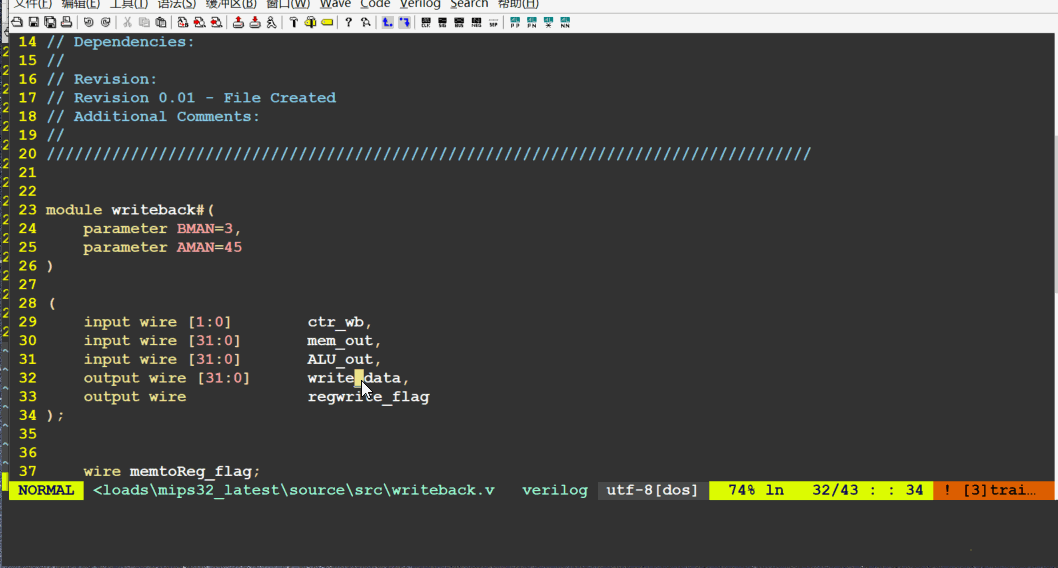 文件(F) 编辑(E) 工具(T) 语法(S) 缓冲区(B) 窗口(W) Wave Code Verilog Search 帮助(H)
14 // Dependencies:
15 //
16 // Revision:
17 // Revision 0.01 - File Created
18 // Additional Comments:
19 //
20 //////////////////////////////////////////////////////////////////////////////////
21
22
23 module writeback#(
24     parameter BMAN=3,
25     parameter AMAN=45
26 )
27
28 (
29     input wire [1:0]        ctr_wb,
30     input wire [31:0]       mem_out,
31     input wire [31:0]       ALU_out,
32     output wire [31:0]      write_data,
33     output wire             regwrite_flag
34 );
35
36
37     wire memtoReg_flag;
NORMAL <loads\mips32_latest\source\src\writeback.v verilog utf-8[dos] 74% ln 32/43 : : 34 ! [3]trai…